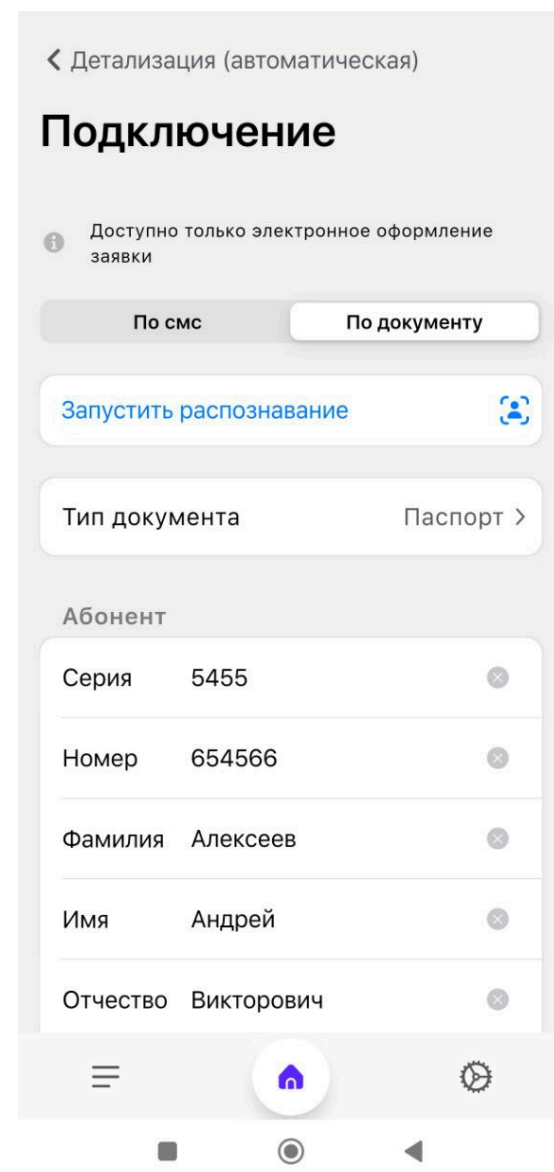 Детализация (автоматическая)
Подключение
Доступно только электронное оформление
заявки
По смс По документу
Запустить распознавание
Тип документа Паспорт
Абонент
Серия 5455
Номер 654566
Фамилия Алексеев
Имя Андрей
Отчество Викторович